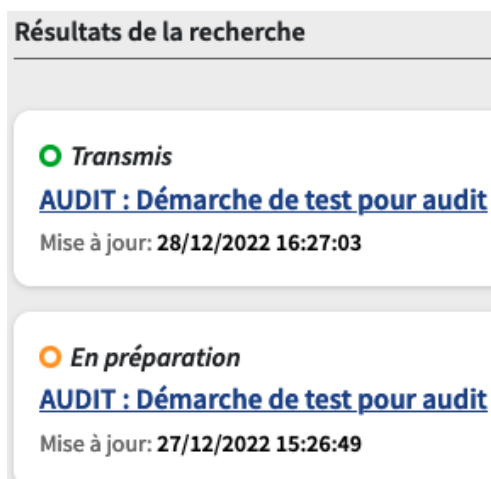 Résultats de la recherche
Transmis
AUDIT : Démarche de test pour audit
Mise à jour: 28/12/2022 16:27:03
En préparation
AUDIT : Démarche de test pour audit
Mise à jour: 27/12/2022 15:26:49